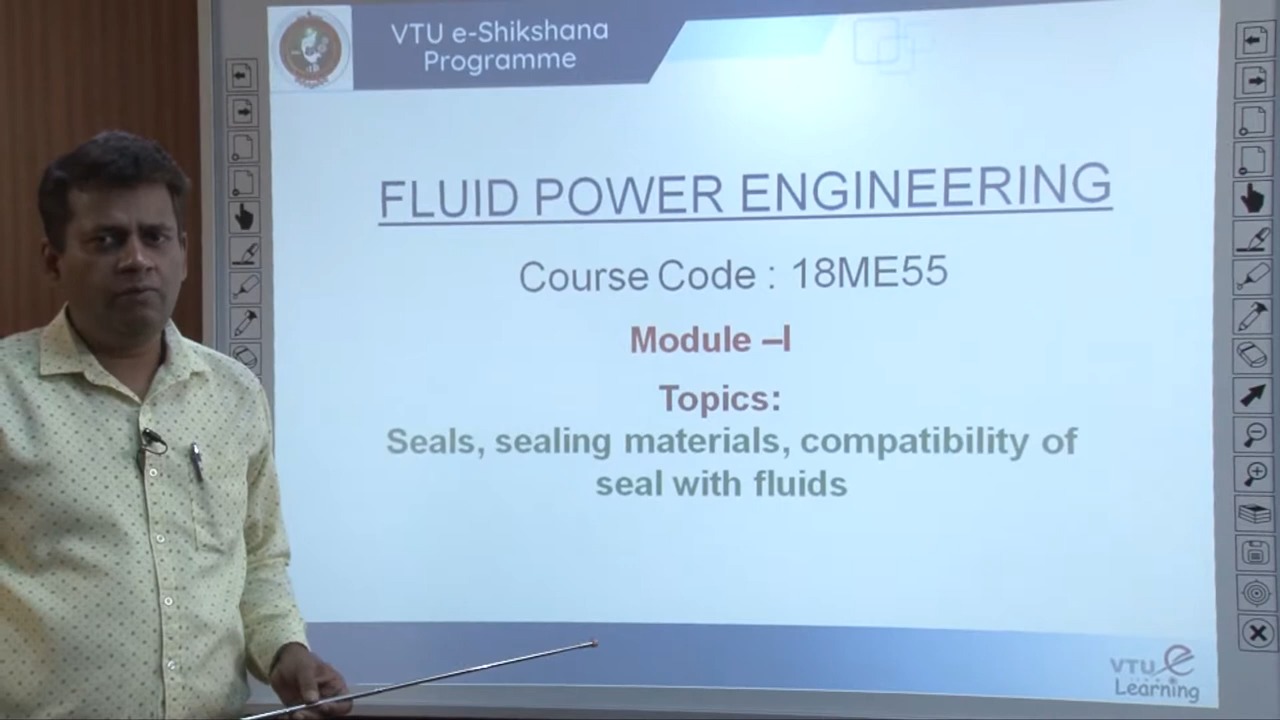 VTU e-Shikshana
Programme
FLUID POWER ENGINEERING
Course Code : 18ME55
Module –I
Topics:
Seals, sealing materials, compatibility of
seal with fluids
VTU e
Learning